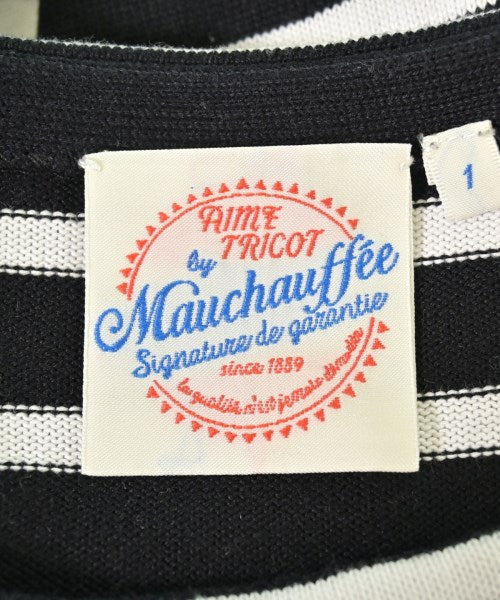 AIME
TRICOT
by
Mauchauffée
Signature de garantie
since 1889
la qualité n'est jamais démodée
1